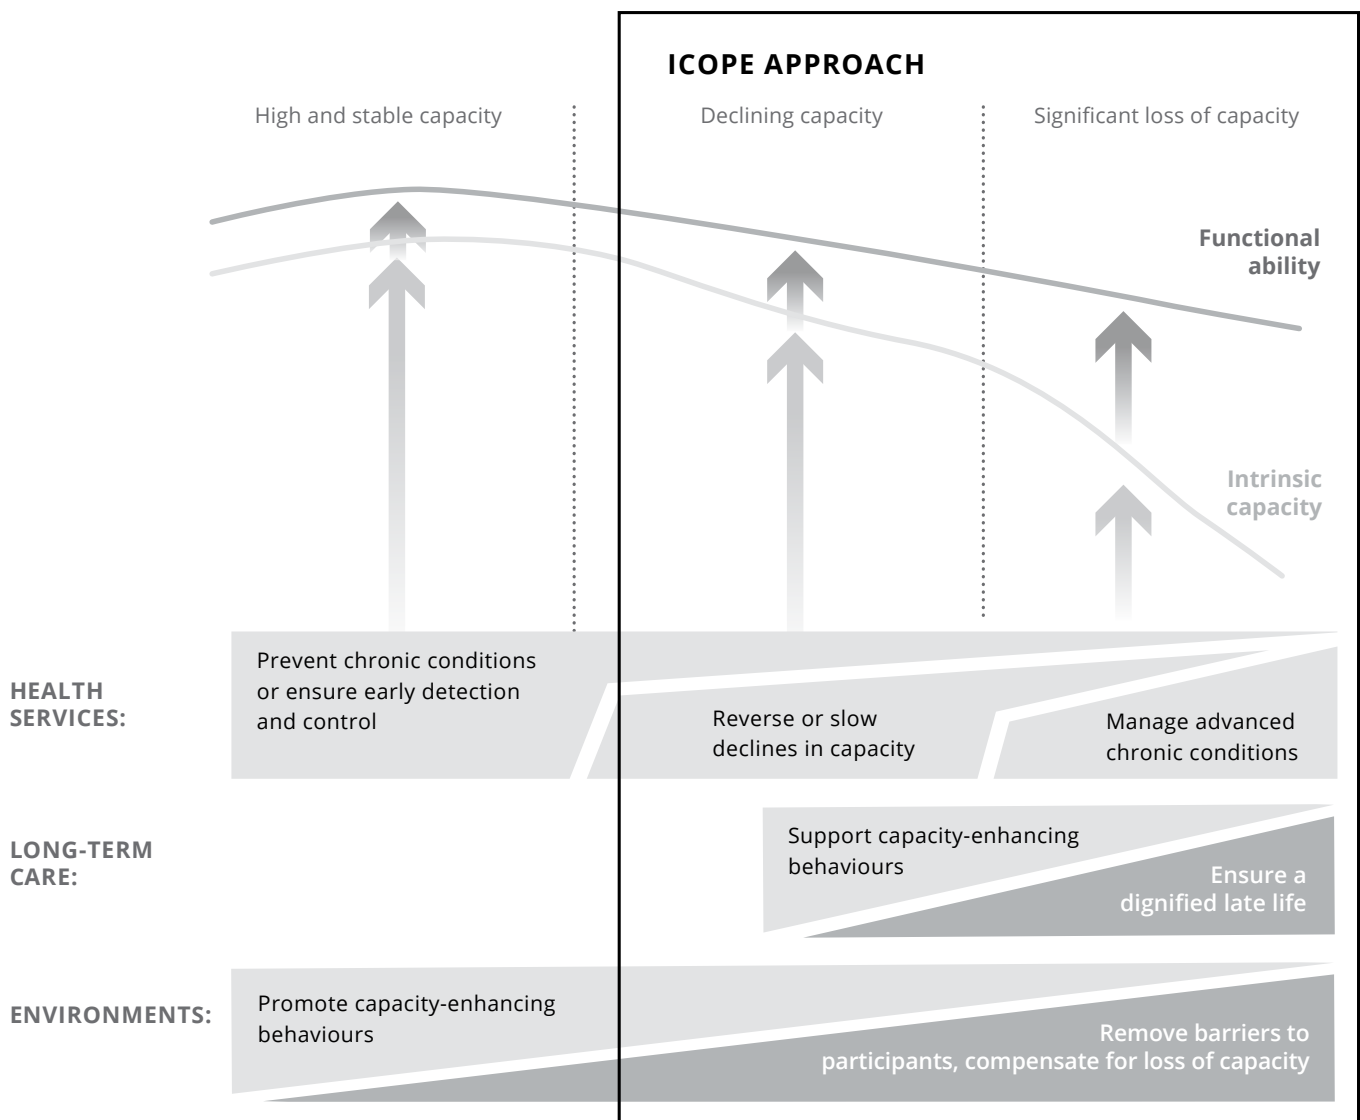 ICOPE APPROACH
High and stable capacity
Declining capacity
Significant loss of capacity
Functional
ability
Intrinsic
capacity
HEALTH
SERVICES:
Prevent chronic conditions
or ensure early detection
and control
Reverse or slow
declines in capacity
Manage advanced
chronic conditions
LONG-TERM
CARE:
Support capacity-enhancing
behaviours
Ensure a
dignified late life
ENVIRONMENTS:
Promote capacity-enhancing
behaviours
Remove barriers to
participants, compensate for loss of capacity